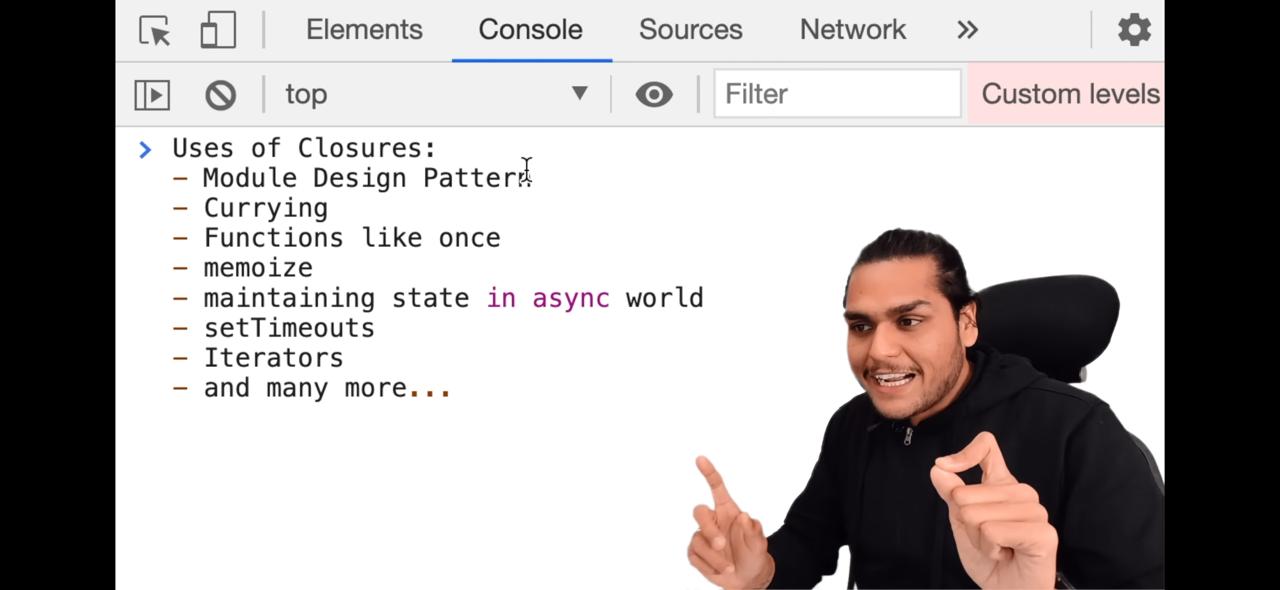 Elements Console Sources Network
top Filter Custom levels
Uses of Closures:
- Module Design Pattern
- Currying
- Functions like once
- memoize
- maintaining state in async world
- setTimeouts
- Iterators
- and many more...